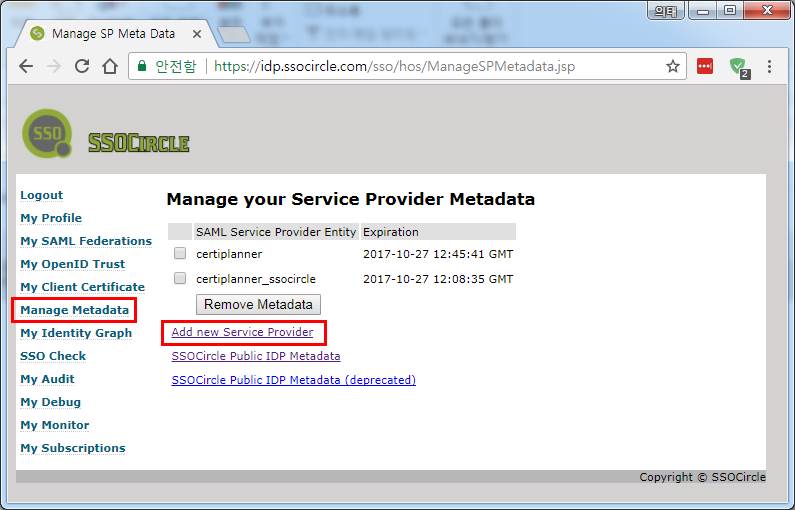 의터
Manage SP Meta Data
안전함 https://idp.ssocircle.com/sso/hos/ManageSPMetadata.jsp
2
SSO SSOCircle
Logout
My Profile
My SAML Federations
My OpenID Trust
My Client Certificate
Manage Metadata
My Identity Graph
SSO Check
My Audit
My Debug
My Monitor
My Subscriptions
Manage your Service Provider Metadata
SAML Service Provider Entity Expiration
certiplanner 2017-10-27 12:45:41 GMT
certiplanner_ssocircle 2017-10-27 12:08:35 GMT
Remove Metadata
Add new Service Provider
SSOCircle Public IDP Metadata
SSOCircle Public IDP Metadata (deprecated)
Copyright © SSOCircle